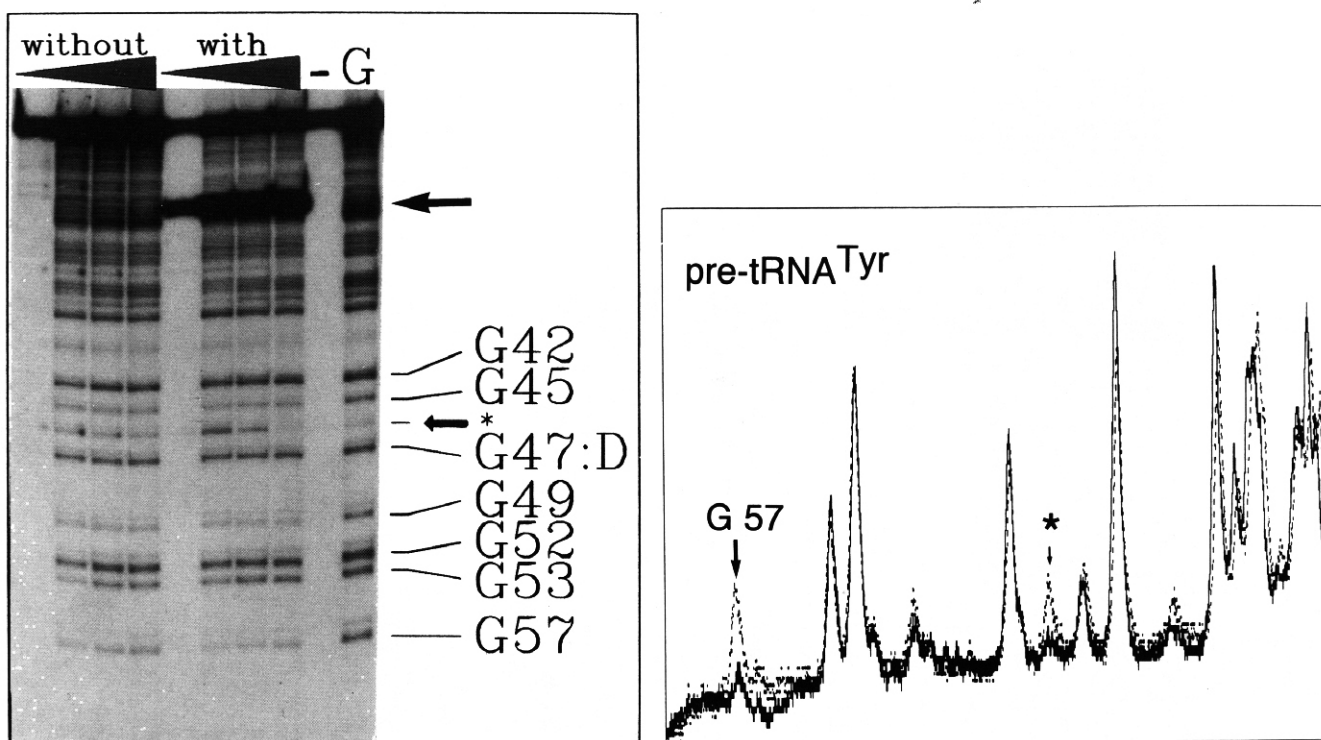 without with - G
G42
G45
*
G47:D
G49
G52
G53
G57
pre-tRNATyr
G 57
*